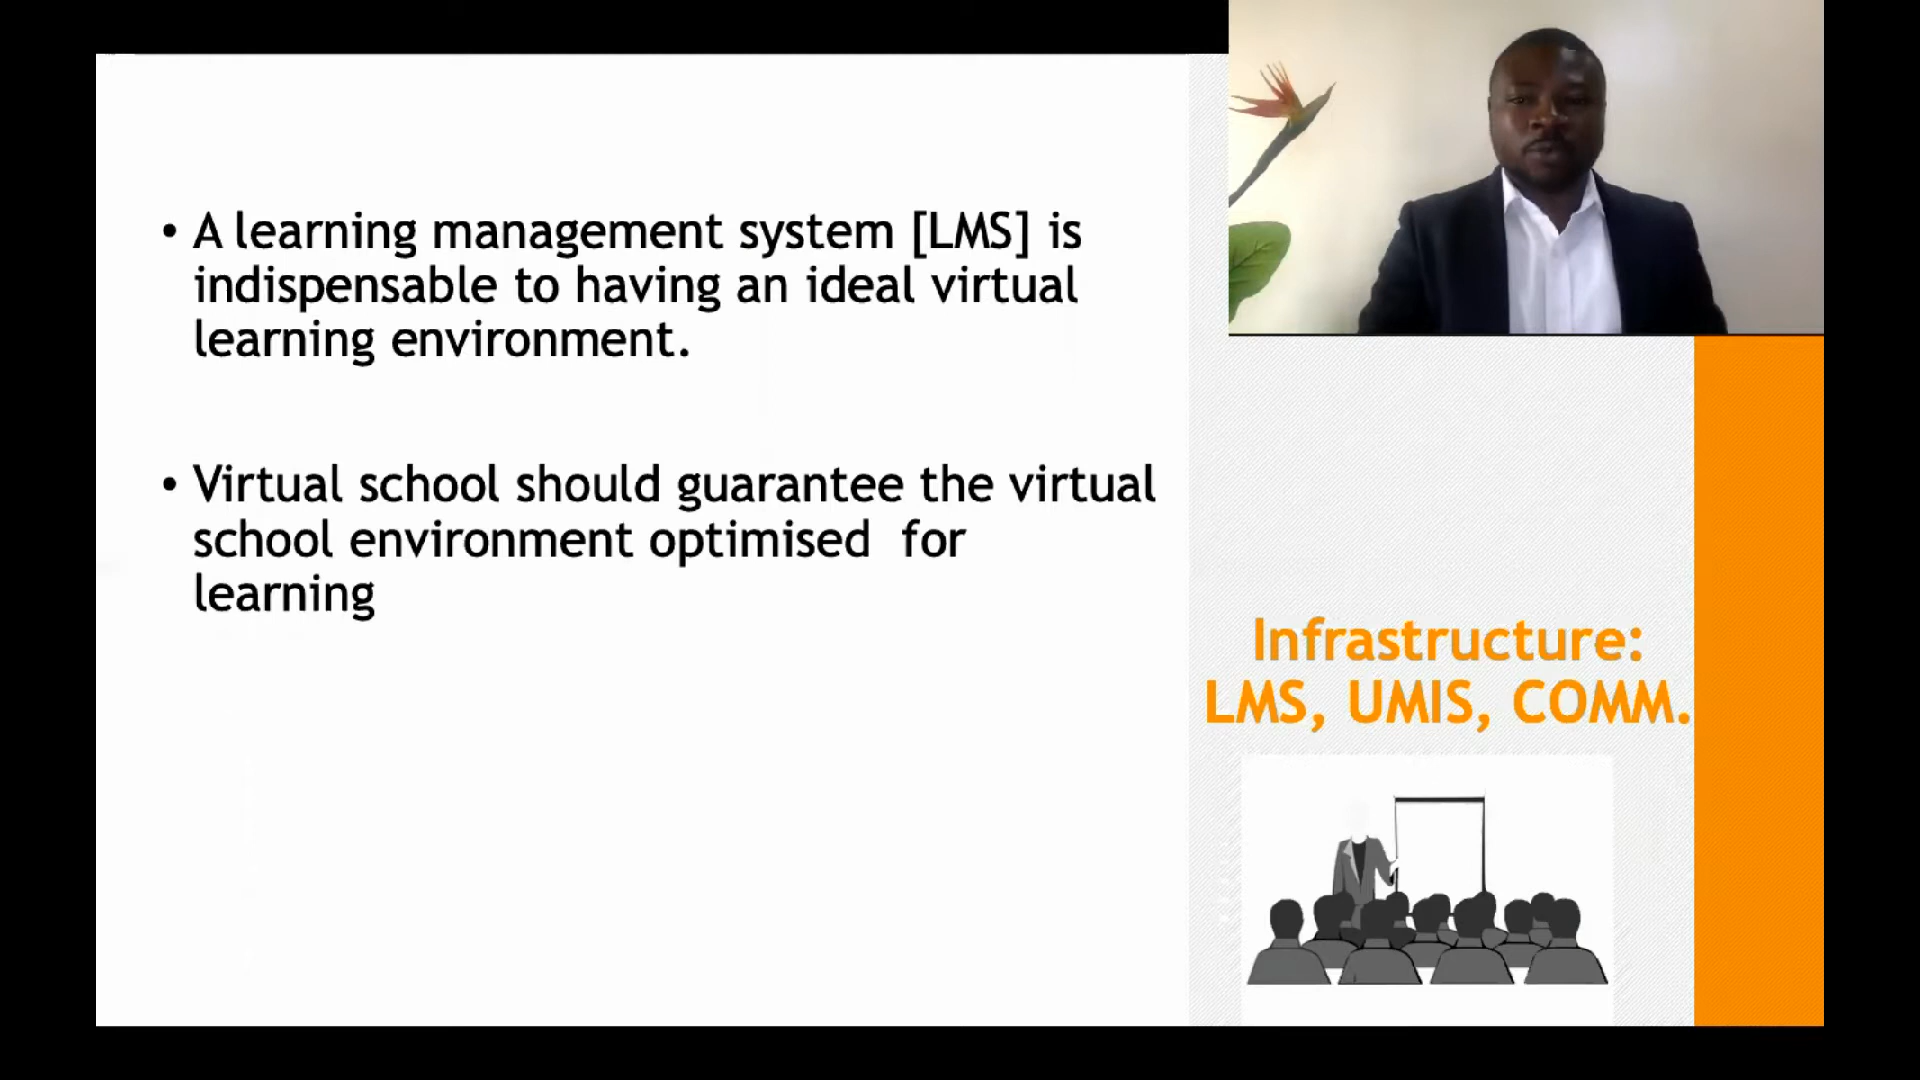 • A learning management system [LMS] is
indispensable to having an ideal virtual
learning environment.
• Virtual school should guarantee the virtual
school environment optimised  for
learning
Infrastructure:
LMS, UMIS, COMM.